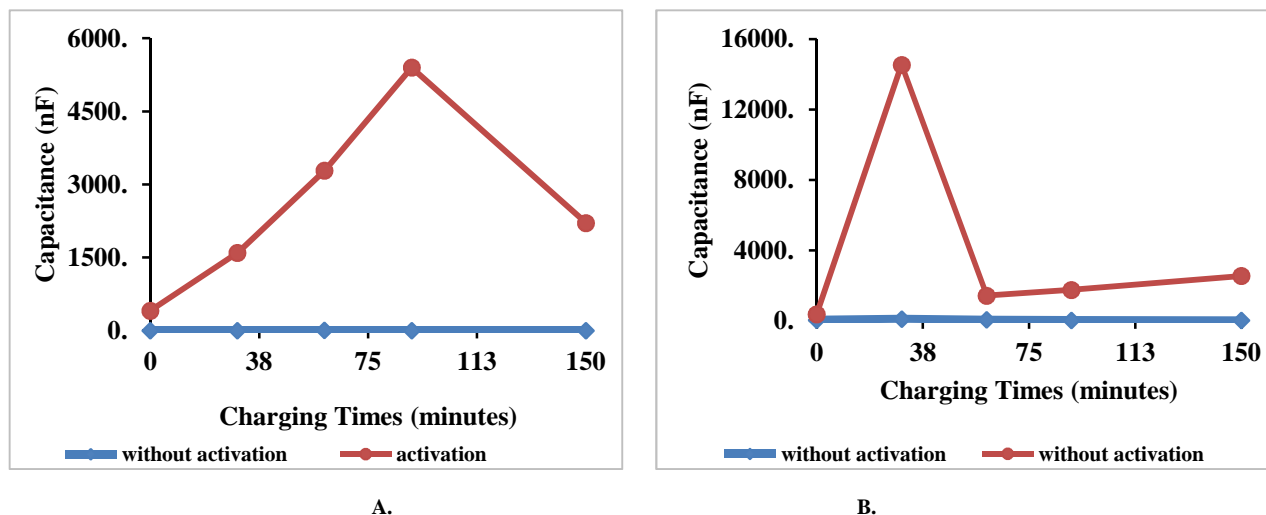 6000.
4500.
3000.
1500.
0.
Capacitance (nF)
0 38 75 113 150
Charging Times (minutes)
without activation activation
A.
16000.
12000.
8000.
4000.
0.
Capacitance (nF)
0 38 75 113 150
Charging Times (minutes)
without activation without activation
B.